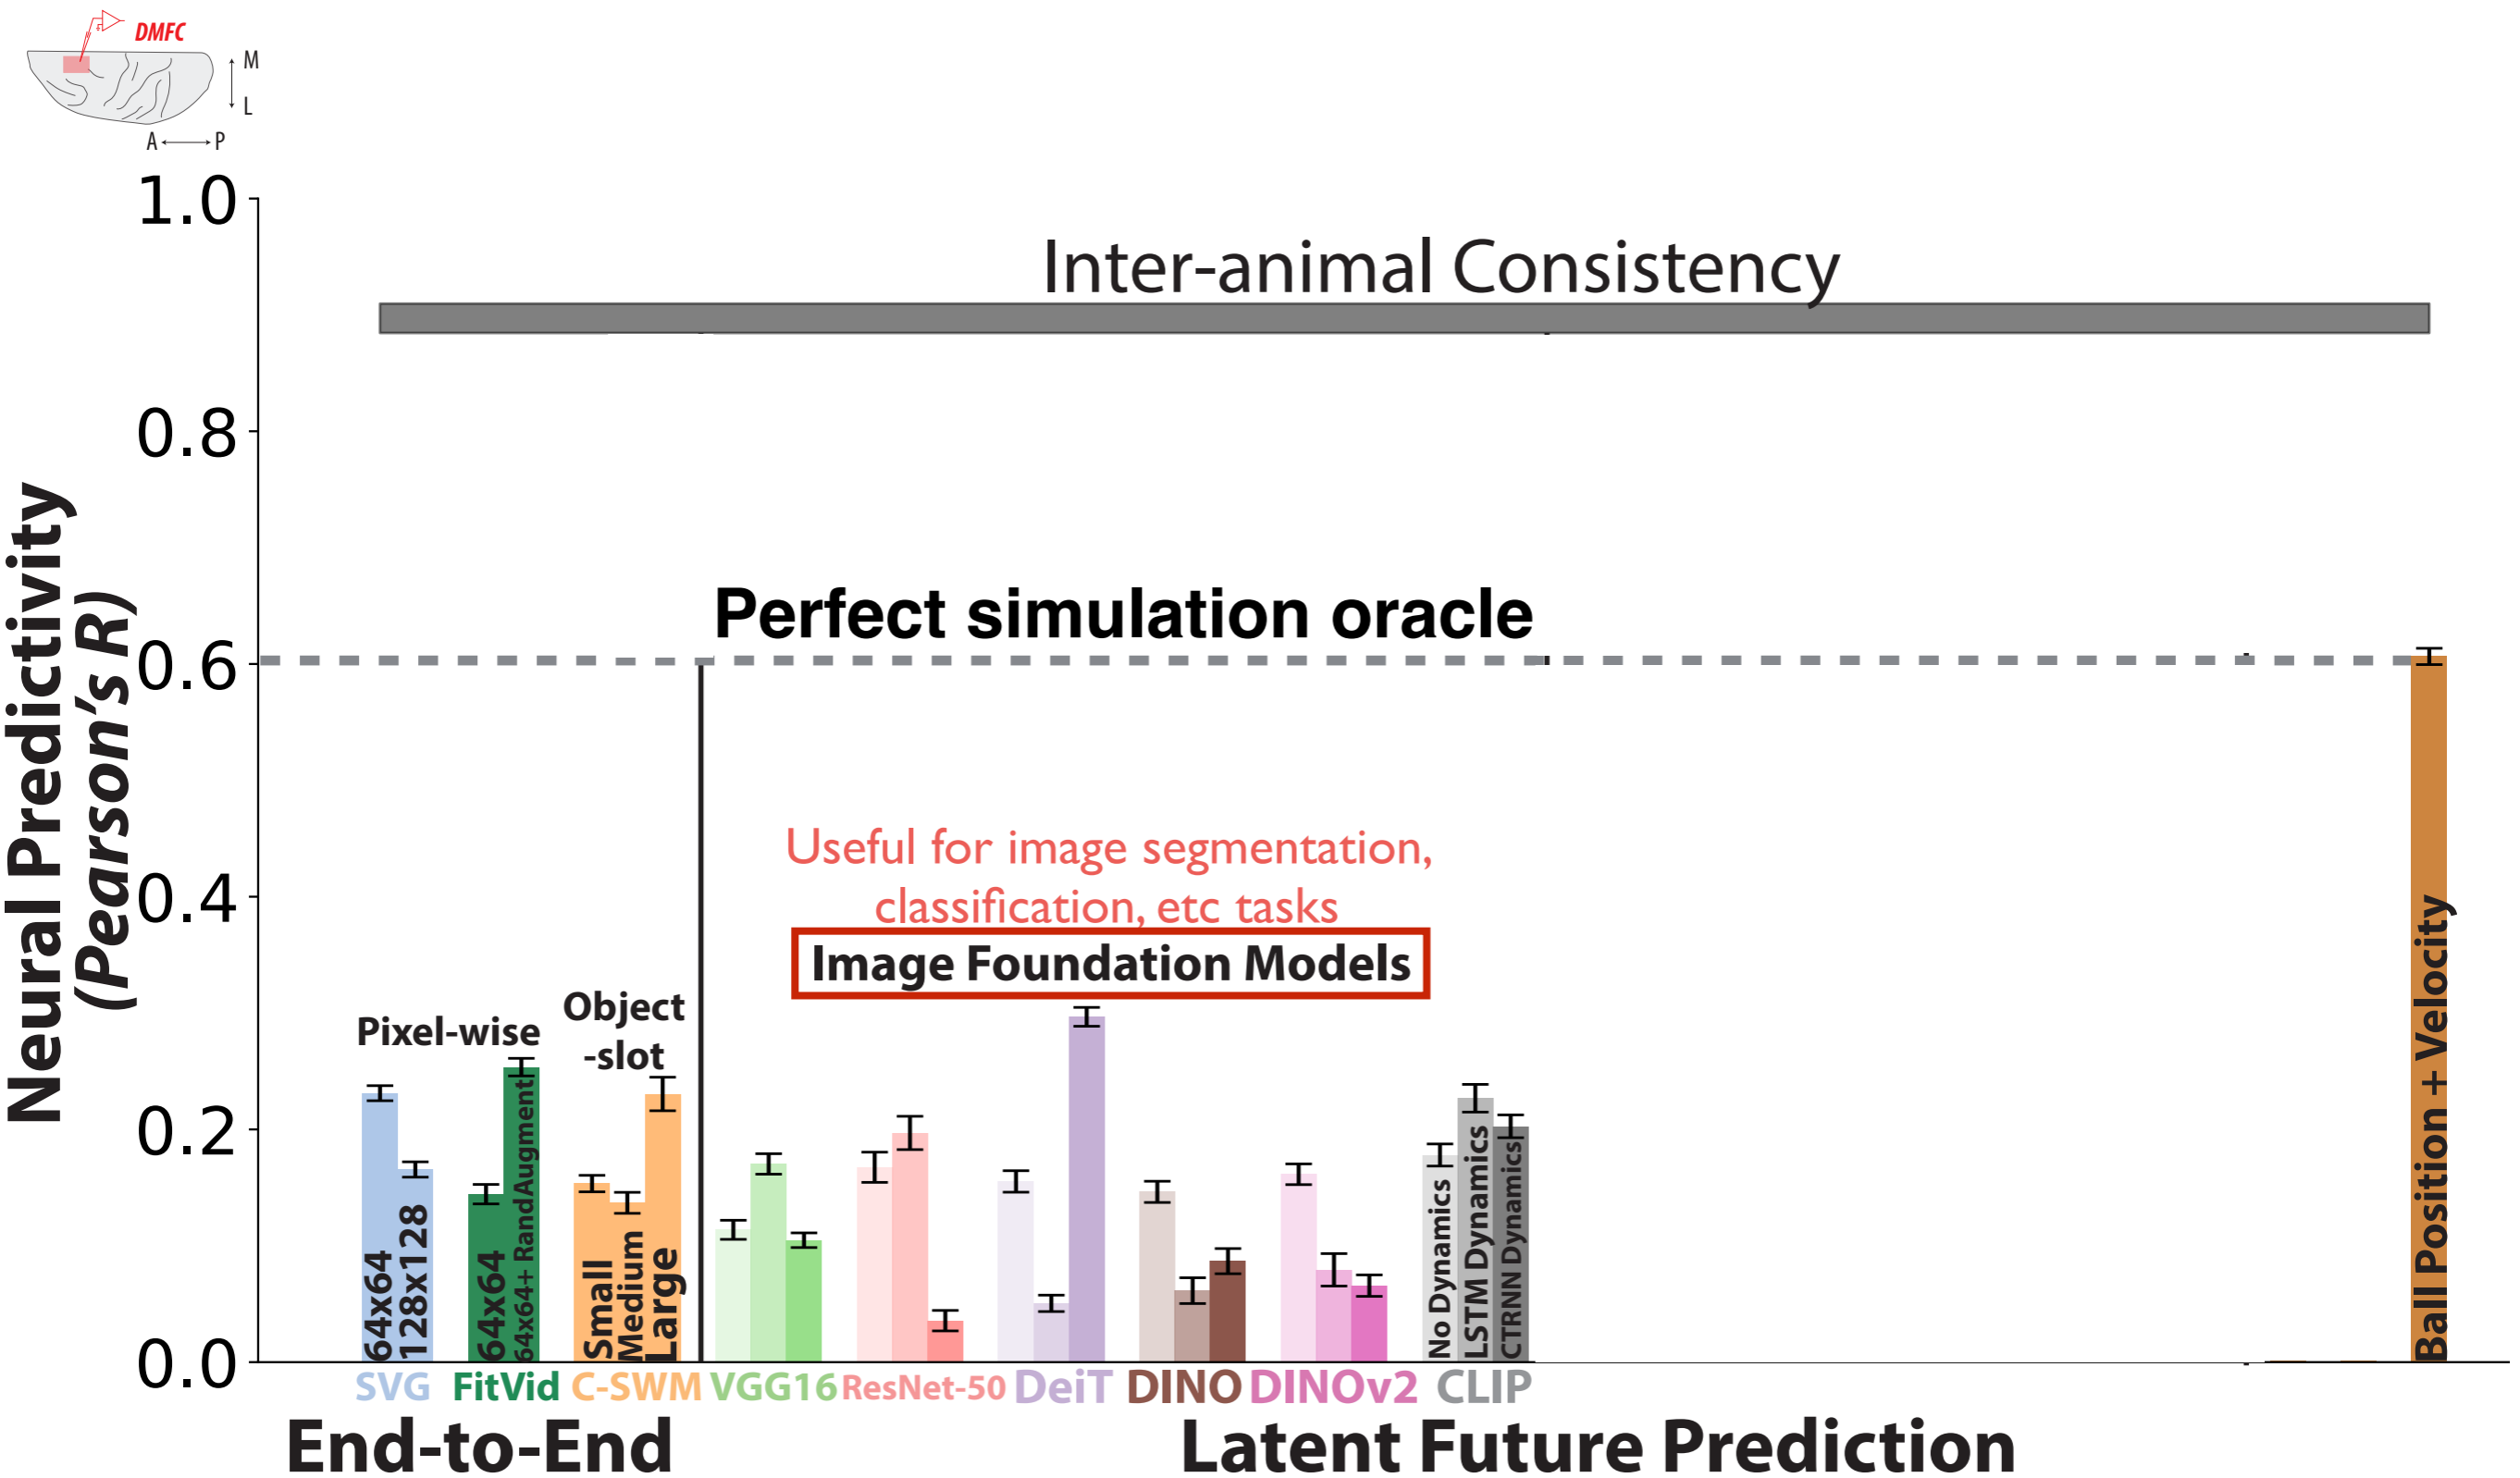 DMFC
M
L
A
P
1.0
0.8
0.6
0.4
0.2
0.0
Neural Predictivity
(Pearson's R)
Inter-animal Consistency
Perfect simulation oracle
Useful for image segmentation,
classification, etc tasks
Image Foundation Models
Pixel-wise
Object
-slot
64x64
128x128
64x64
64x64+ RandAugment
Small
Medium
Large
No Dynamics
LSTM Dynamics
CTRNN Dynamics
Ball Position + Velocity
SVG
FitVid
C-SWM
VGG16
ResNet-50
DeiT
DINO
DINOv2
CLIP
End-to-End
Latent Future Prediction